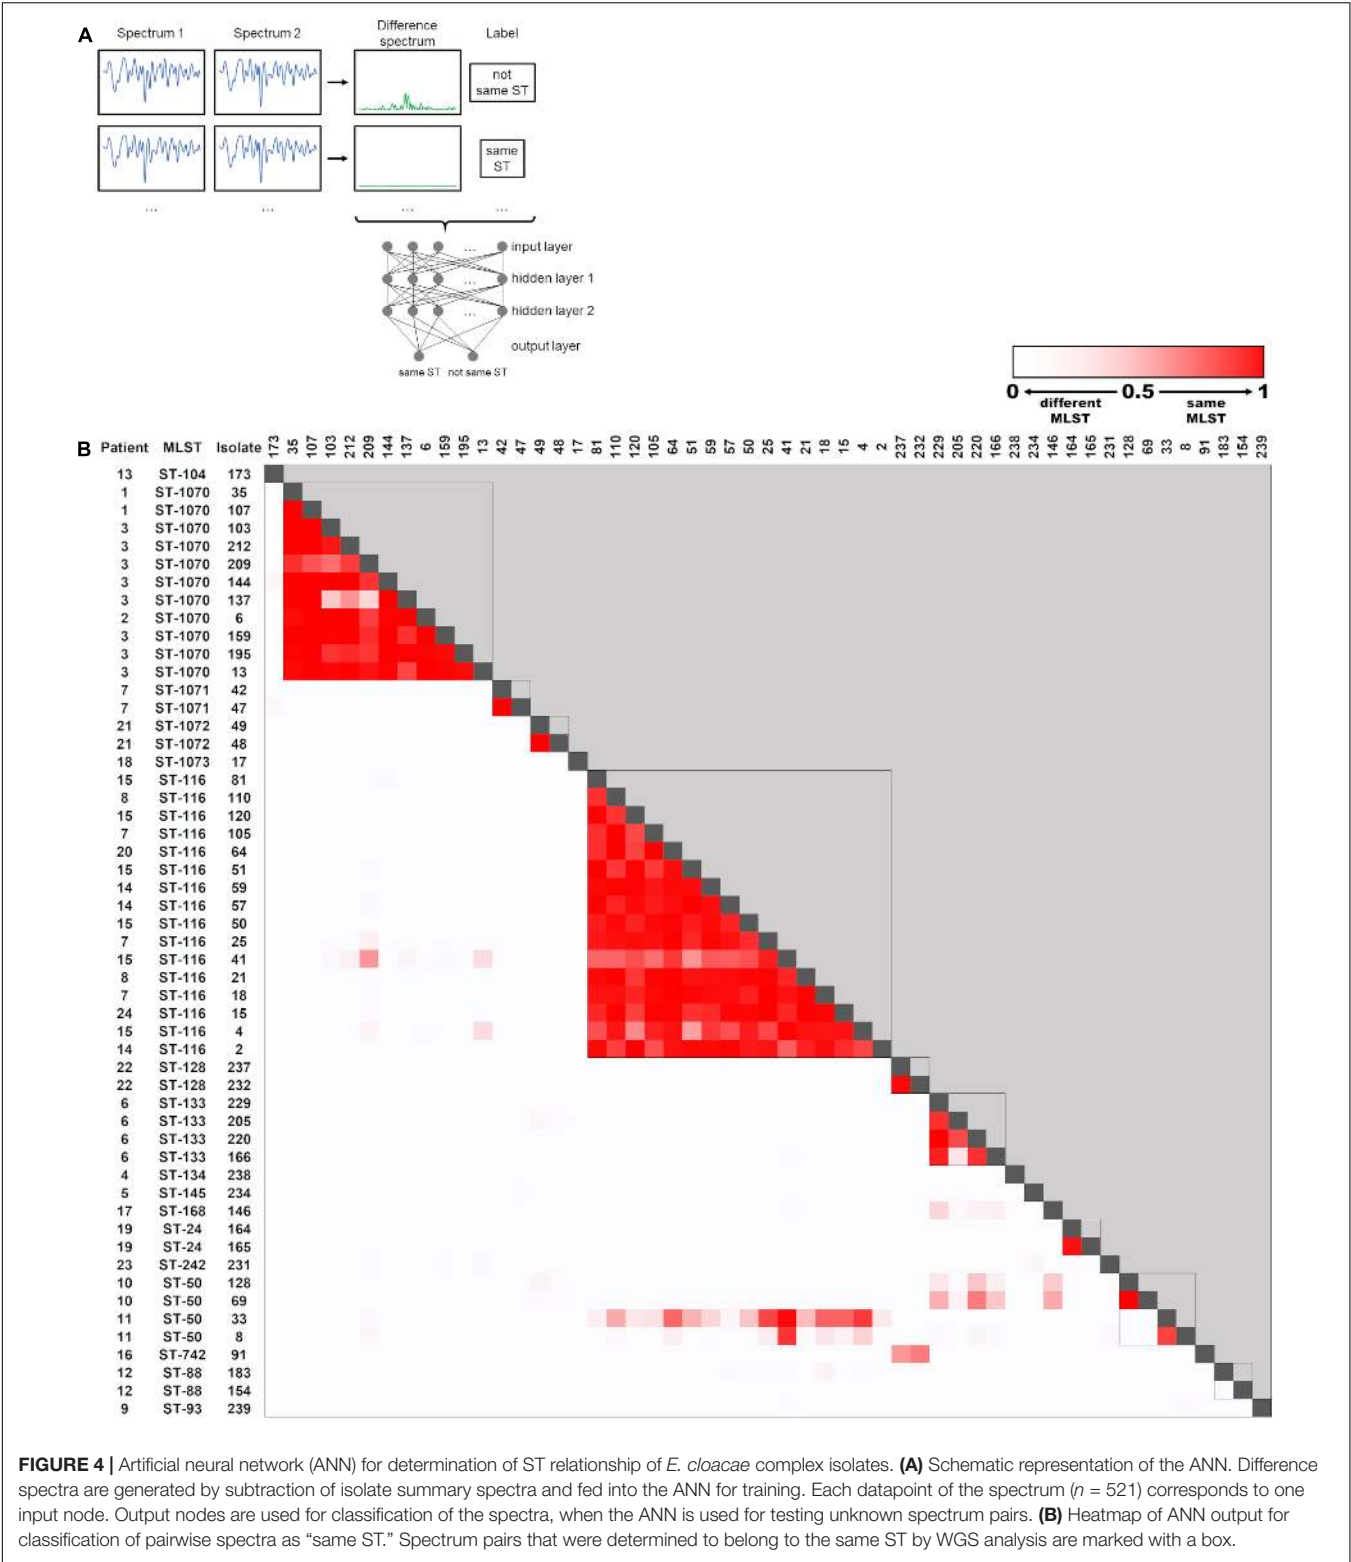 A
Spectrum 1 Spectrum 2 Difference spectrum Label
not same ST
same ST
... ... ... ...
... input layer
... hidden layer 1
... hidden layer 2
output layer
same ST not same ST
0 0.5 1
different MLST same MLST
B Patient MLST Isolate 173 35 107 103 212 209 144 137 6 159 195 13 42 47 49 48 17 81 110 120 105 64 51 59 57 50 25 41 21 18 15 4 2 237 232 229 205 220 166 238 234 146 164 165 231 128 69 33 8 91 183 154 239
13 ST-104 173
1 ST-1070 35
1 ST-1070 107
3 ST-1070 103
3 ST-1070 212
3 ST-1070 209
3 ST-1070 144
3 ST-1070 137
2 ST-1070 6
3 ST-1070 159
3 ST-1070 195
3 ST-1070 13
7 ST-1071 42
7 ST-1071 47
21 ST-1072 49
21 ST-1072 48
18 ST-1073 17
15 ST-116 81
8 ST-116 110
15 ST-116 120
7 ST-116 105
20 ST-116 64
15 ST-116 51
14 ST-116 59
14 ST-116 57
15 ST-116 50
7 ST-116 25
15 ST-116 41
8 ST-116 21
7 ST-116 18
24 ST-116 15
15 ST-116 4
14 ST-116 2
22 ST-128 237
22 ST-128 232
6 ST-133 229
6 ST-133 205
6 ST-133 220
6 ST-133 166
4 ST-134 238
5 ST-145 234
17 ST-168 146
19 ST-24 164
19 ST-24 165
23 ST-242 231
10 ST-50 128
10 ST-50 69
11 ST-50 33
11 ST-50 8
16 ST-742 91
12 ST-88 183
12 ST-88 154
9 ST-93 239
FIGURE 4 | Artificial neural network (ANN) for determination of ST relationship of E. cloacae complex isolates. (A) Schematic representation of the ANN. Difference
spectra are generated by subtraction of isolate summary spectra and fed into the ANN for training. Each datapoint of the spectrum (n = 521) corresponds to one
input node. Output nodes are used for classification of the spectra, when the ANN is used for testing unknown spectrum pairs. (B) Heatmap of ANN output for
classification of pairwise spectra as “same ST.” Spectrum pairs that were determined to belong to the same ST by WGS analysis are marked with a box.